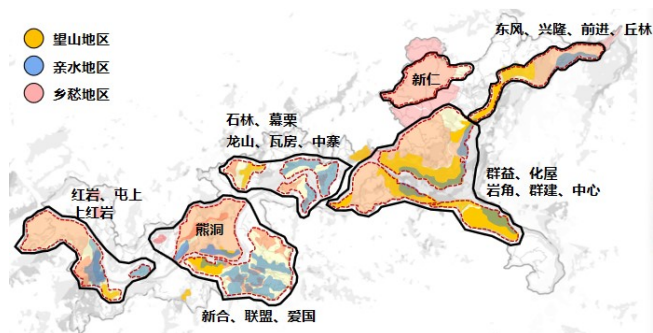 望山地区
亲水地区
乡愁地区
东风、兴隆、前进、丘林
新仁
石林、幕栗
龙山、瓦房、中寨
群益、化屋
岩角、群建、中心
红岩、屯上
上红岩
熊洞
新合、联盟、爱国